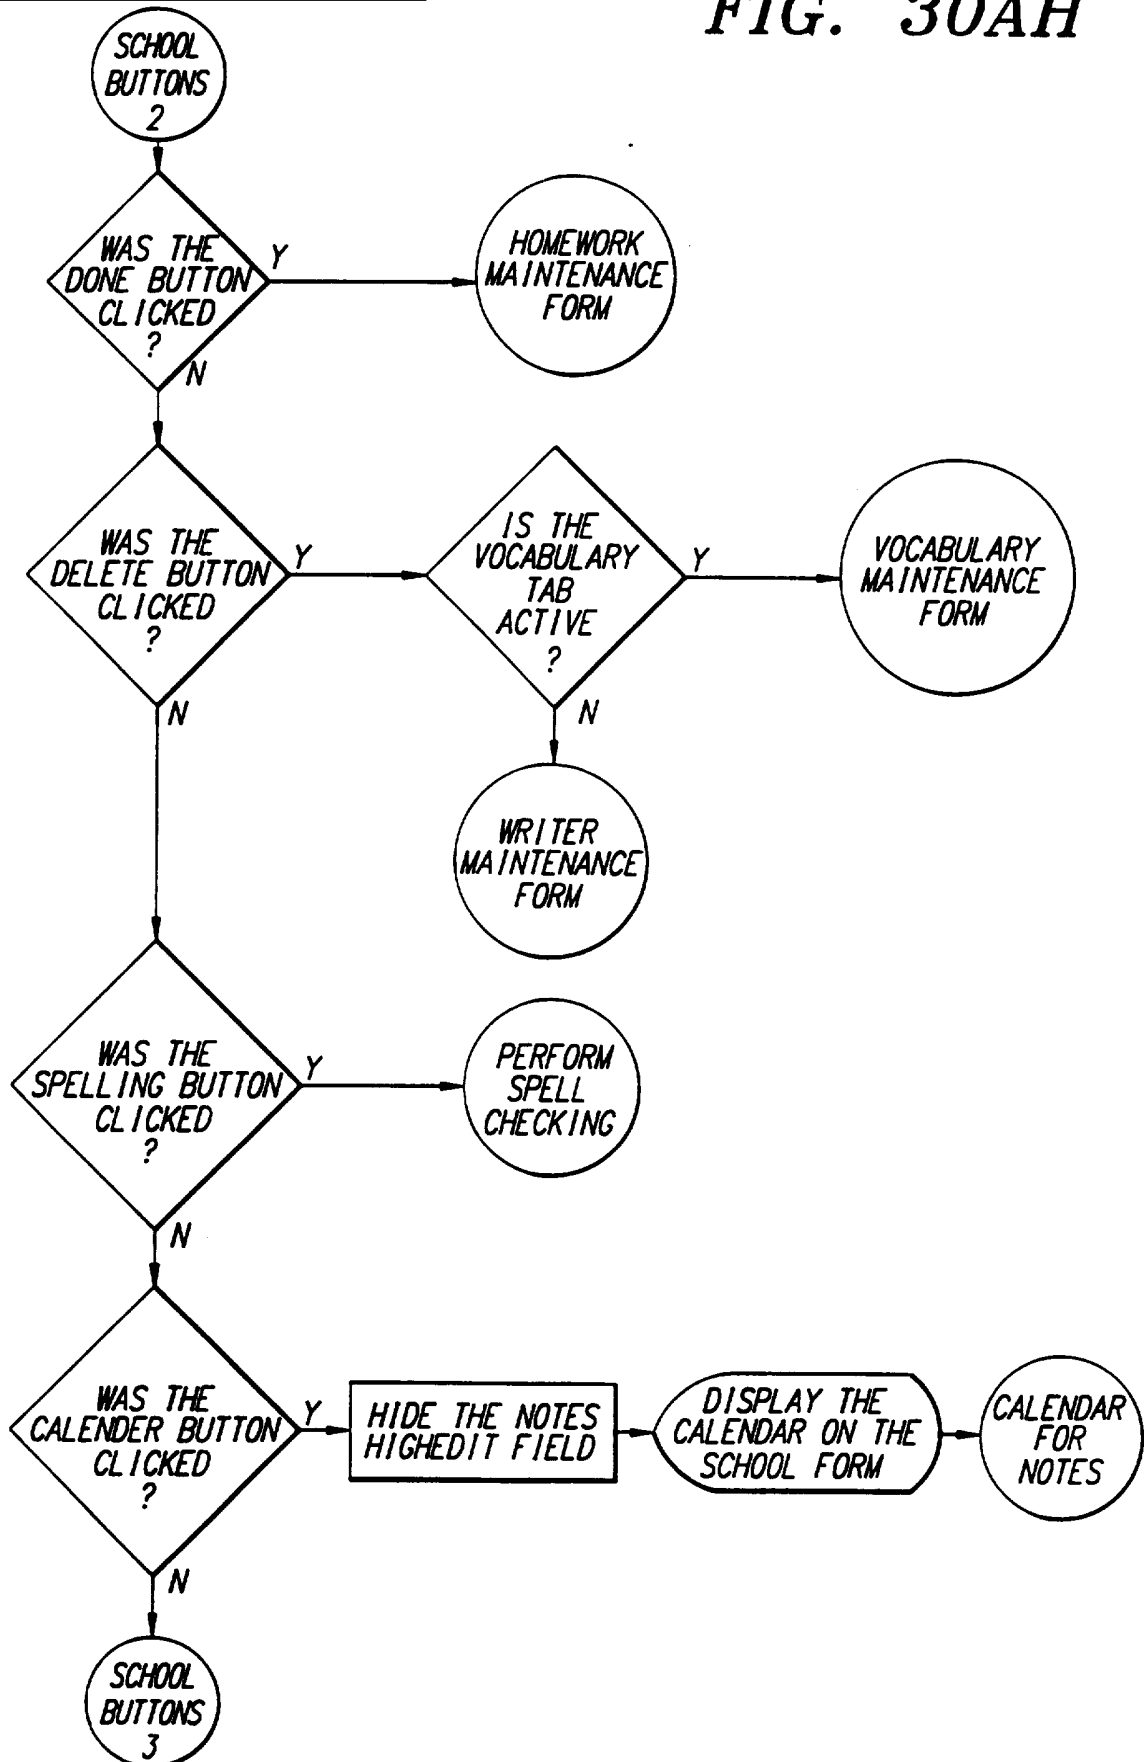 FIG. 30AH
SCHOOL
BUTTONS
2
WAS THE
DONE BUTTON
CLICKED
?
Y
N
HOMEWORK
MAINTENANCE
FORM
WAS THE
DELETE BUTTON
CLICKED
?
Y
N
IS THE
VOCABULARY
TAB
ACTIVE
?
Y
N
VOCABULARY
MAINTENANCE
FORM
WRITER
MAINTENANCE
FORM
WAS THE
SPELLING BUTTON
CLICKED
?
Y
N
PERFORM
SPELL
CHECKING
WAS THE
CALENDER BUTTON
CLICKED
?
Y
N
HIDE THE NOTES
HIGHEDIT FIELD
DISPLAY THE
CALENDAR ON THE
SCHOOL FORM
CALENDAR
FOR
NOTES
SCHOOL
BUTTONS
3